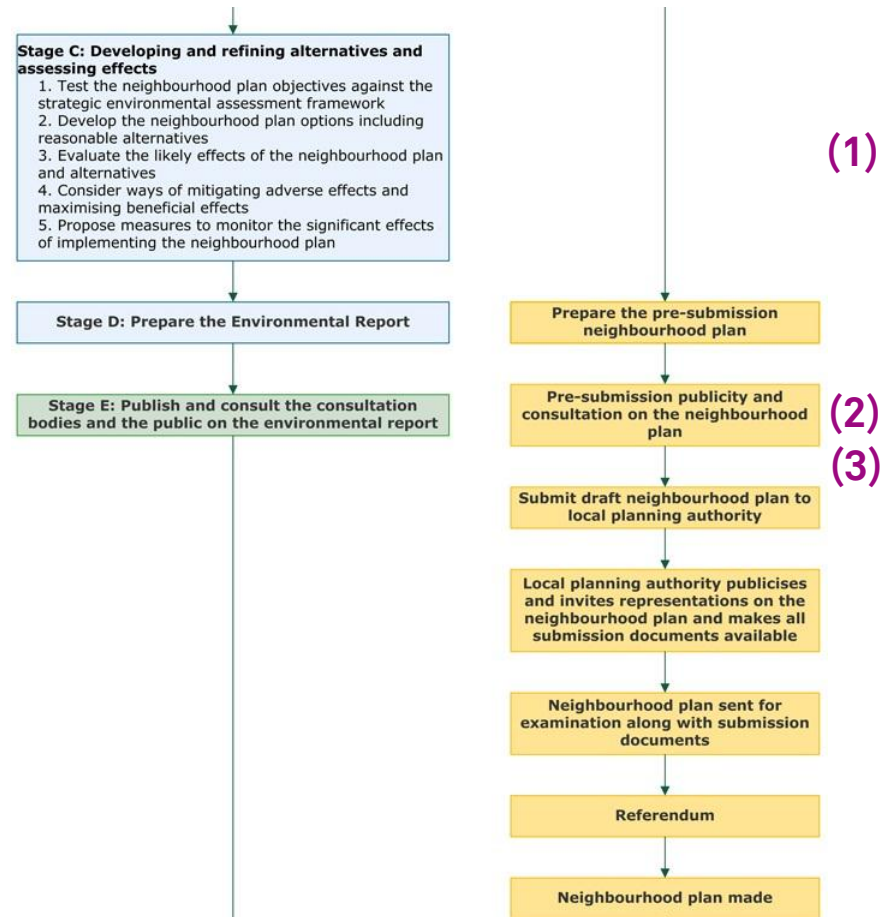 Stage C: Developing and refining alternatives and
assessing effects
1. Test the neighbourhood plan objectives against the
strategic environmental assessment framework
2. Develop the neighbourhood plan options including
reasonable alternatives
3. Evaluate the likely effects of the neighbourhood plan
and alternatives
4. Consider ways of mitigating adverse effects and
maximising beneficial effects
5. Propose measures to monitor the significant effects
of implementing the neighbourhood plan
(1)
Stage D: Prepare the Environmental Report
Prepare the pre-submission
neighbourhood plan
Stage E: Publish and consult the consultation
bodies and the public on the environmental report
Pre-submission publicity and
consultation on the neighbourhood
plan
(2)
(3)
Submit draft neighbourhood plan to
local planning authority
Local planning authority publicises
and invites representations on the
neighbourhood plan and makes all
submission documents available
Neighbourhood plan sent for
examination along with submission
documents
Referendum
Neighbourhood plan made